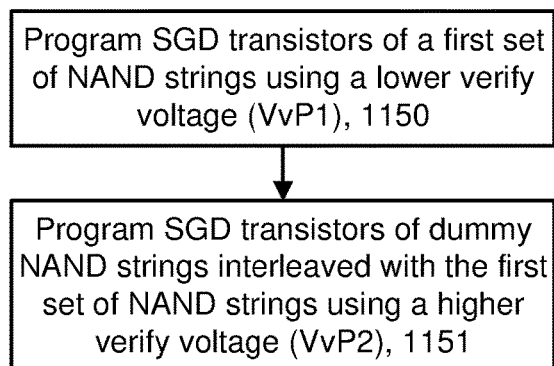 Program SGD transistors of a first set
of NAND strings using a lower verify
voltage (VvP1), 1150
Program SGD transistors of dummy
NAND strings interleaved with the first
set of NAND strings using a higher
verify voltage (VvP2), 1151